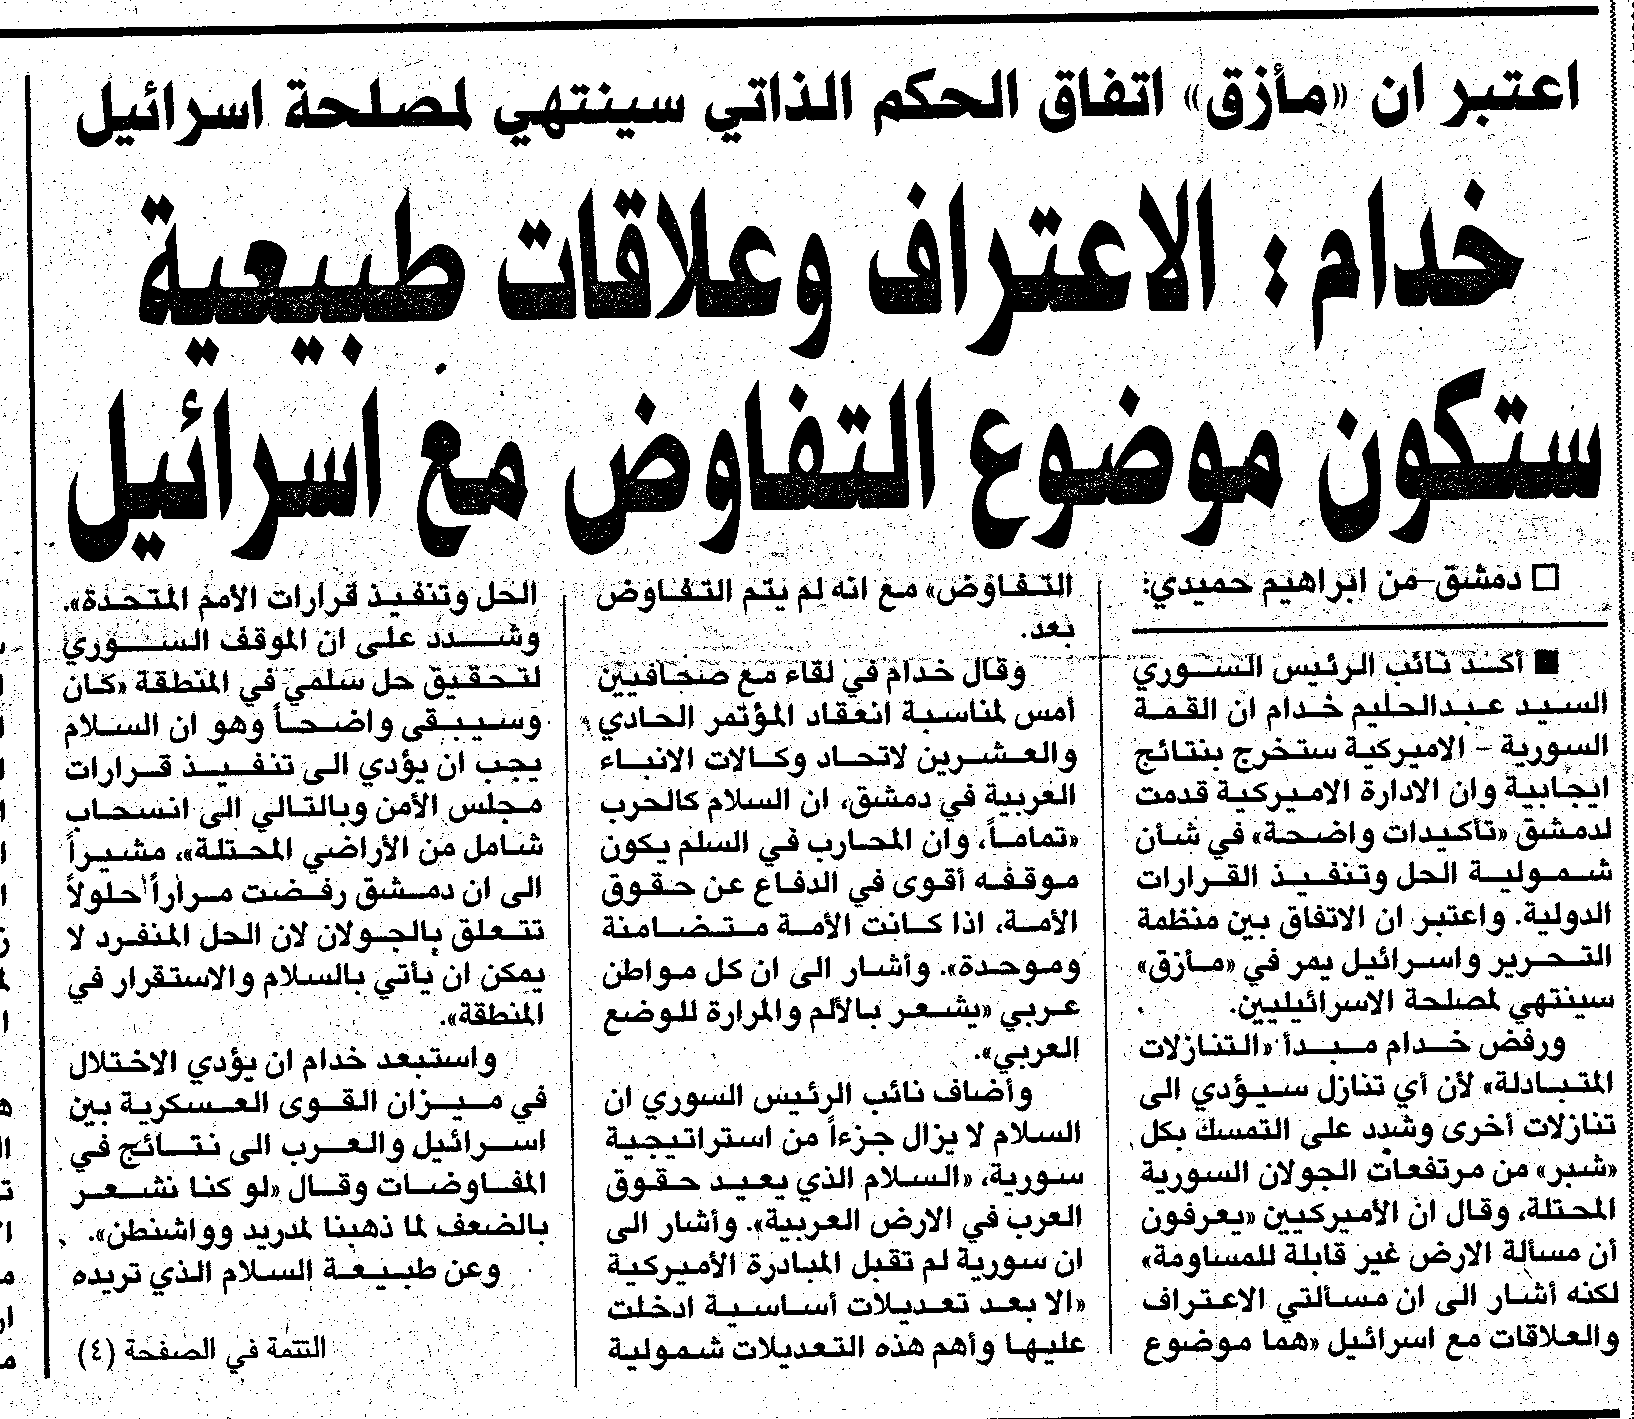 اعتبر ان «مأزق» اتفاق الحكم الذاتي سينتهي لمصلحة اسرائيل
خدام : الاعتراف وعلاقات طبيعية
ستكون موضوع التفاوض مع اسرائيل
□ دمشق - من ابراهيم حميدي:
■ أكد نائب الرئيس السوري
السيد عبدالحليم خدام ان القمة
السورية - الاميركية ستخرج بنتائج
ايجابية وان الادارة الاميركية قدمت
لدمشق «تأكيدات واضحة» في شأن
شمولية الحل وتنفيذ القرارات
الدولية. واعتبر ان الاتفاق بين منظمة
التحرير واسرائيل يمر في «مأزق»
سينتهي لمصلحة الاسرائيليين.
ورفض خدام مبدأ «التنازلات
المتبادلة» لأن أي تنازل سيؤدي الى
تنازلات أخرى وشدد على التمسك بكل
«شبر» من مرتفعات الجولان السورية
المحتلة، وقال ان الأميركيين «يعرفون
أن مسألة الارض غير قابلة للمساومة»
لكنه أشار الى ان مسألتي الاعتراف
والعلاقات مع اسرائيل «هما موضوع
التفاوض» مع انه لم يتم التفاوض
بعد.
وقال خدام في لقاء مع صحافيين
أمس لمناسبة انعقاد المؤتمر الحادي
والعشرين لاتحاد وكالات الانباء
العربية في دمشق، ان السلام كالحرب
«تماماً، وان المحارب في السلم يكون
موقفه أقوى في الدفاع عن حقوق
الأمة، اذا كانت الأمة متضامنة
وموحدة». وأشار الى ان كل مواطن
عربي «يشعر بالألم والمرارة للوضع
العربي».
وأضاف نائب الرئيس السوري ان
السلام لا يزال جزءاً من استراتيجية
سورية، «السلام الذي يعيد حقوق
العرب في الارض العربية». وأشار الى
ان سورية لم تقبل المبادرة الأميركية
«الا بعد تعديلات أساسية ادخلت
عليها وأهم هذه التعديلات شمولية
الحل وتنفيذ قرارات الأمم المتحدة».
وشدد على ان الموقف السوري
لتحقيق حل سلمي في المنطقة «كان
وسيبقى واضحاً وهو ان السلام
يجب ان يؤدي الى تنفيذ قرارات
مجلس الأمن وبالتالي الى انسحاب
شامل من الأراضي المحتلة»، مشيراً
الى ان دمشق رفضت مراراً حلولاً
تتعلق بالجولان لان الحل المنفرد لا
يمكن ان يأتي بالسلام والاستقرار في
المنطقة».
واستبعد خدام ان يؤدي الاختلال
في ميزان القوى العسكرية بين
اسرائيل والعرب الى نتائج في
المفاوضات وقال «لو كنا نشعر
بالضعف لما ذهبنا لمدريد وواشنطن».
وعن طبيعة السلام الذي تريده
التتمة في الصفحة (٤)